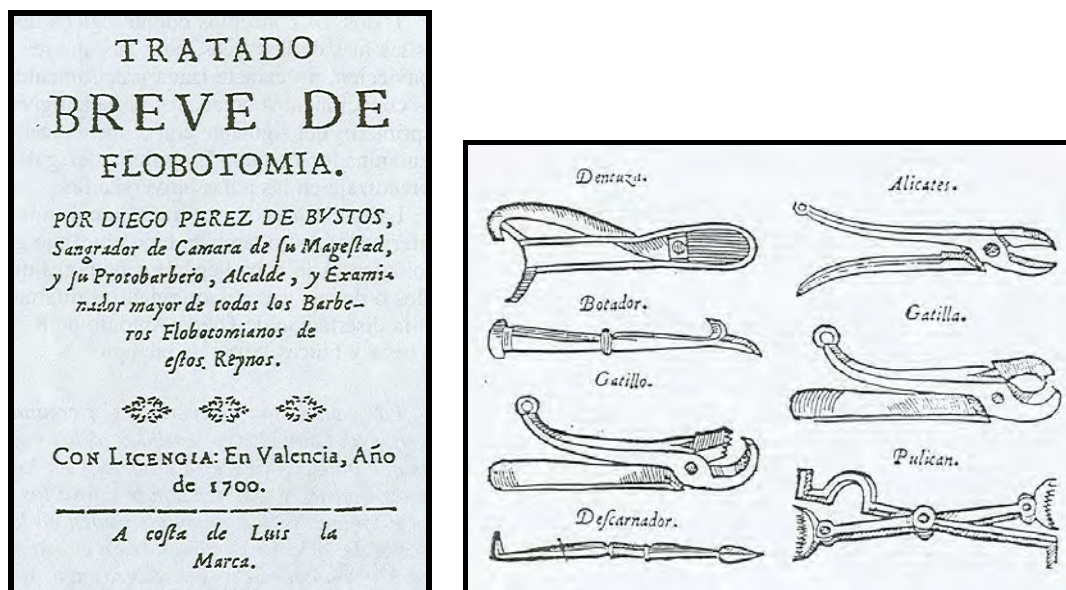 TRATADO
BREVE DE
FLOBOTOMIA.
POR DIEGO PEREZ DE BVSTOS,
Sangrador de Camara de ſu Mageſtad,
y ſu Protobarbero, Alcalde, y Exami-
nador mayor de todos los Barbe-
ros Flobotomianos de
eſtos Reynos.
CON LICENCIA: En Valencia, Año
de 1700.
A coſta de Luis la
Marca.
Dentuza.
Alicates.
Botador.
Gatilla.
Gatillo.
Pulican.
Deſcarnador.